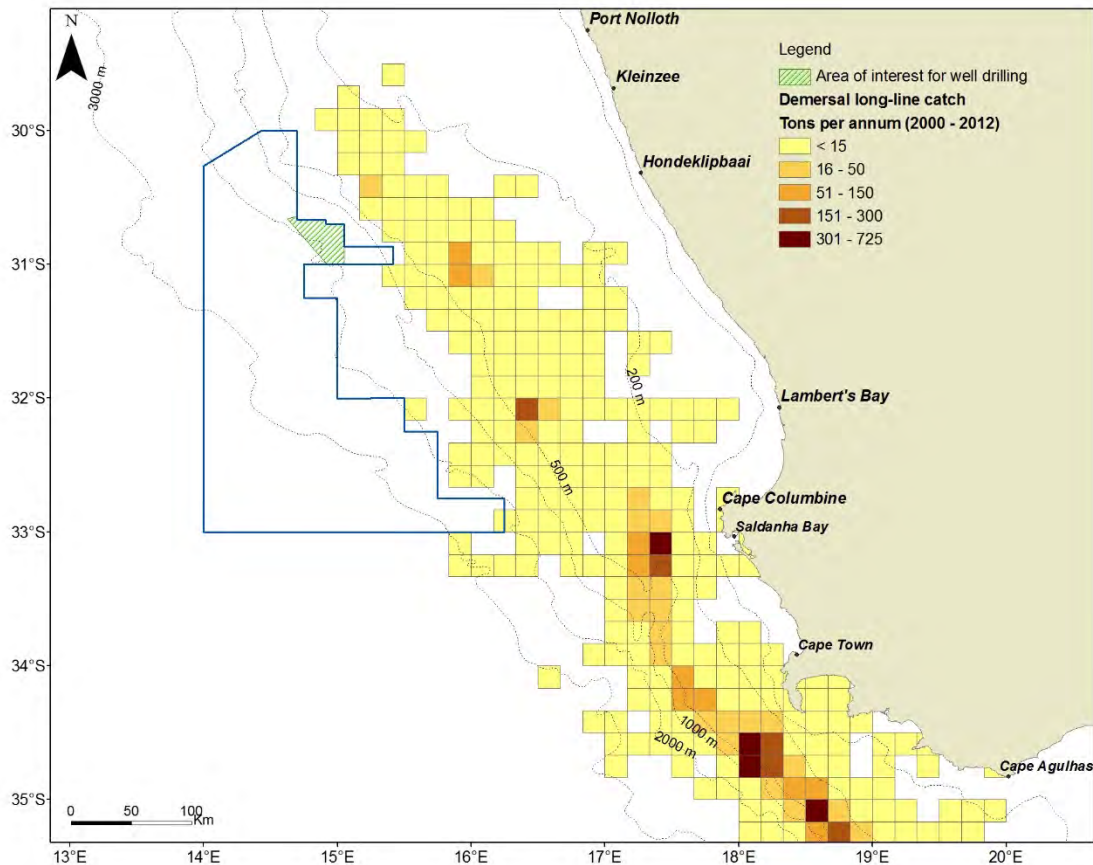 N
Port Nolloth
Kleinzee
Hondeklipbaai
Lambert's Bay
Cape Columbine
Saldanha Bay
Cape Town
Cape Agulhas
Legend
Area of interest for well drilling
Demersal long-line catch
Tons per annum (2000 - 2012)
< 15
16 - 50
51 - 150
151 - 300
301 - 725
3000 m
200 m
500 m
1000 m
2000 m
30°S
31°S
32°S
33°S
34°S
35°S
0 50 100
Km
13°E 14°E 15°E 16°E 17°E 18°E 19°E 20°E